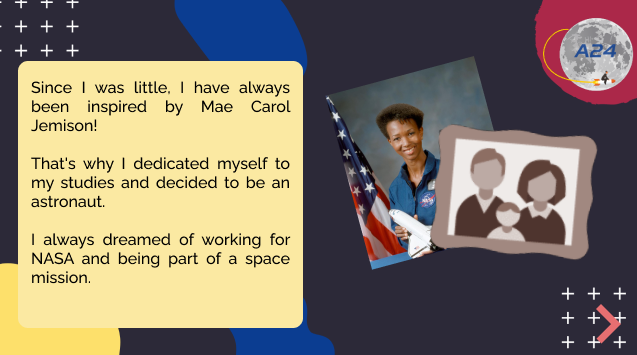 Since I was little, I have always
been inspired by Mae Carol
Jemison!
That's why I dedicated myself to
my studies and decided to be an
astronaut.
I always dreamed of working for
NASA and being part of a space
mission.
A24
NASA